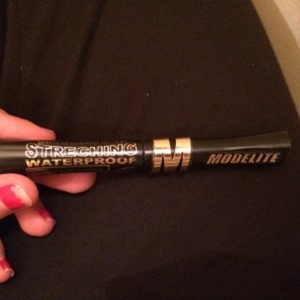 STRECHING
WATERPROOF
M
MODELITE